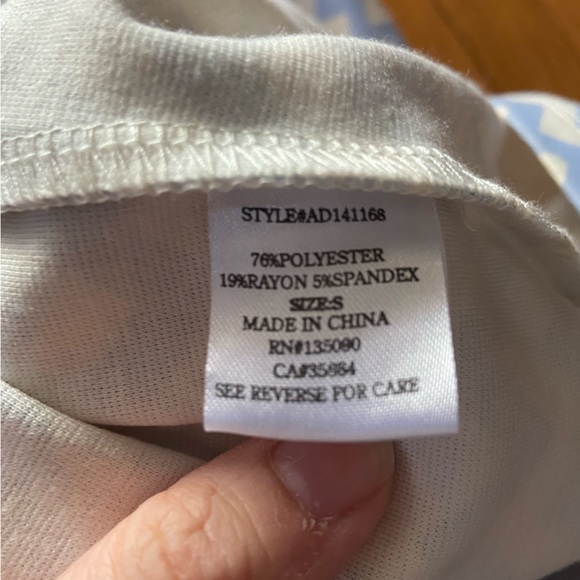 STYLE#AD141168
76%POLYESTER
19%RAYON 5%SPANDEX
SIZE:S
MADE IN CHINA
RN#135090
CA#35684
SEE REVERSE FOR CARE